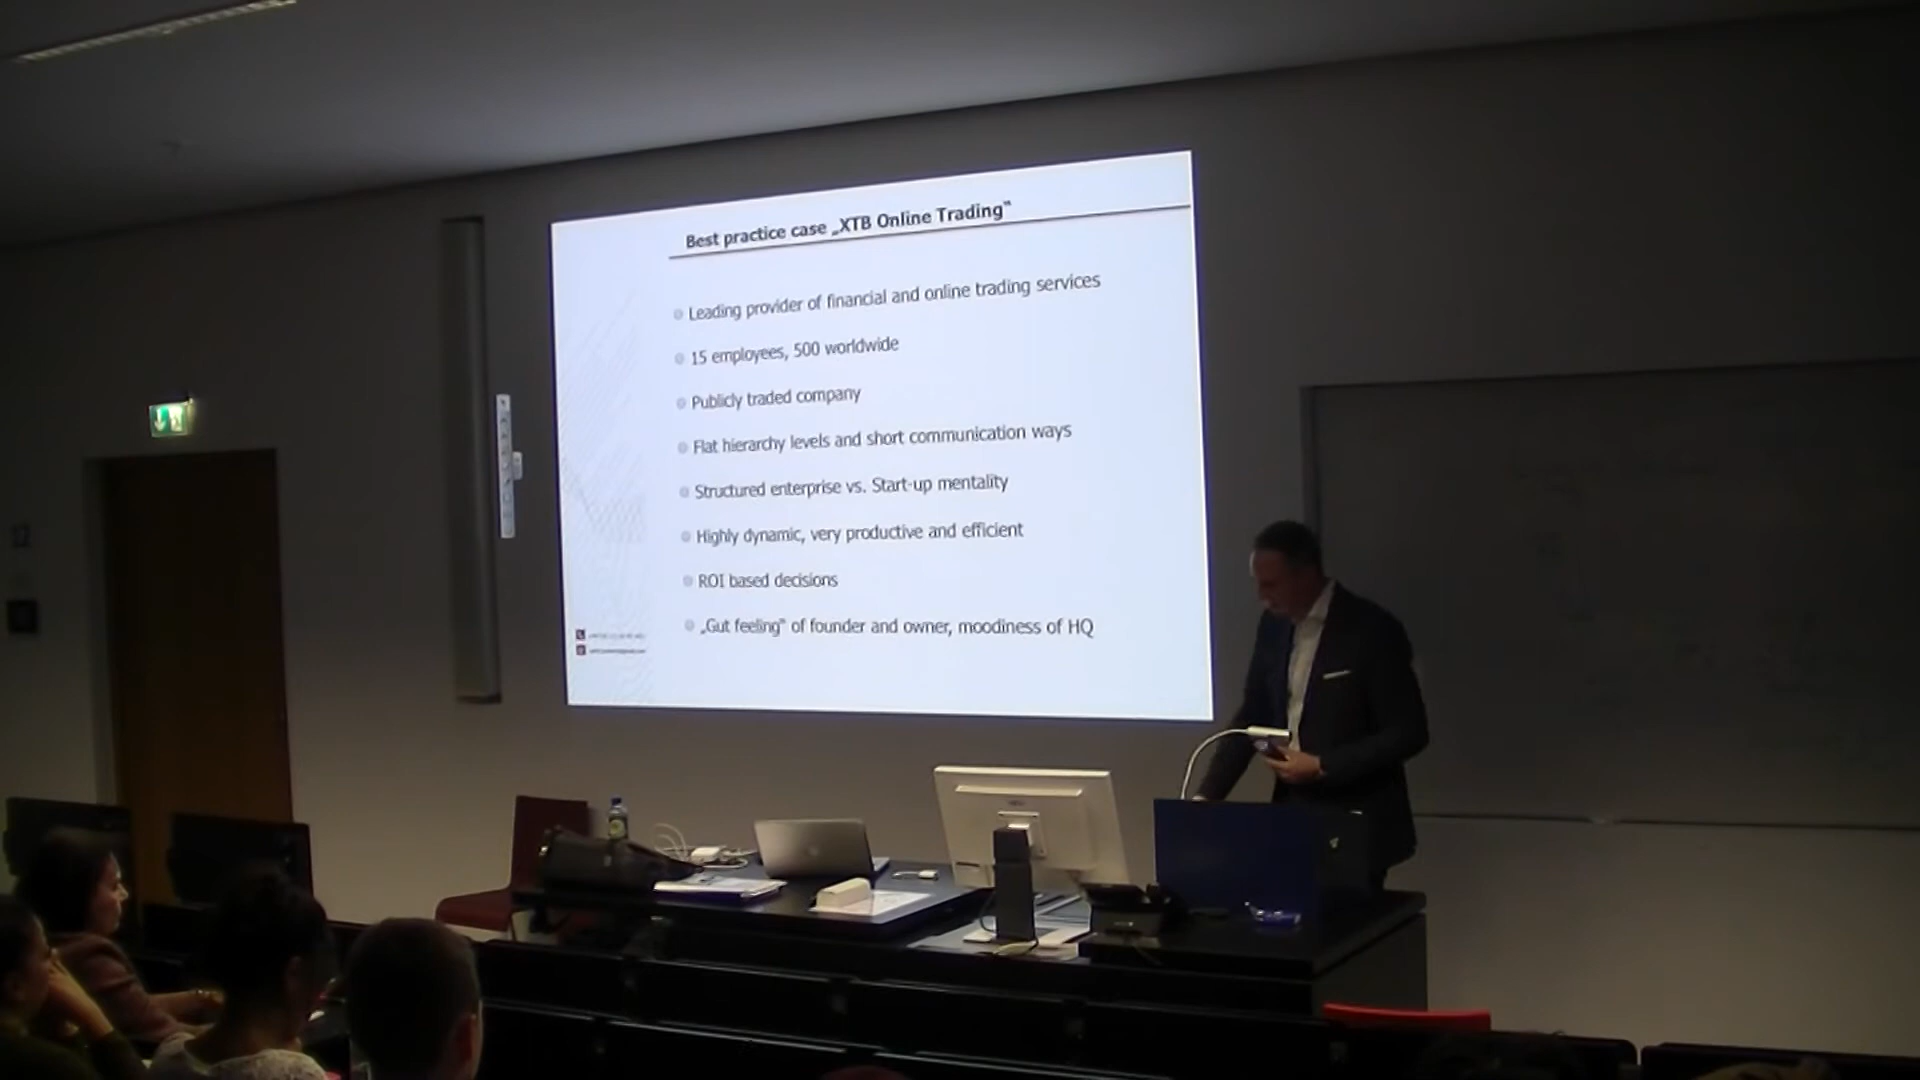 Best practice case „XTB Online Trading“
Leading provider of financial and online trading services
15 employees, 500 worldwide
Publicly traded company
Flat hierarchy levels and short communication ways
Structured enterprise vs. Start-up mentality
Highly dynamic, very productive and efficient
ROI based decisions
„Gut feeling“ of founder and owner, moodiness of HQ